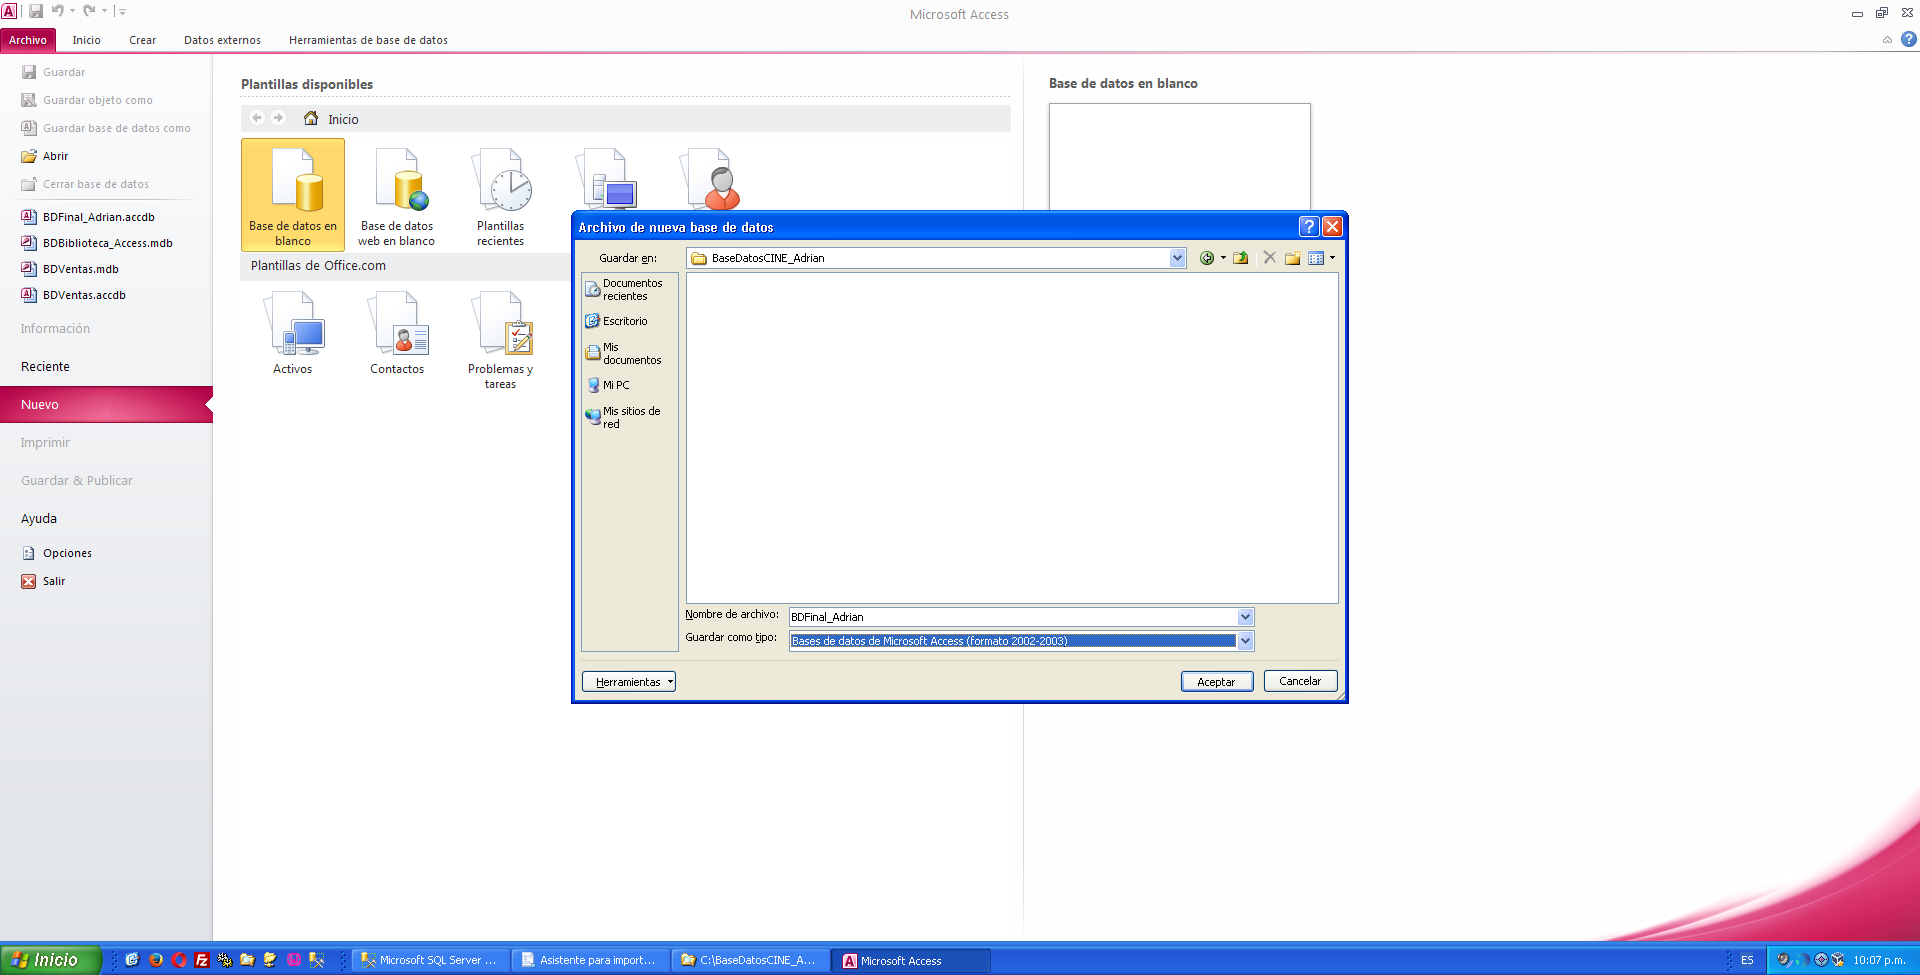 Microsoft Access
Archivo
Inicio
Crear
Datos externos
Herramientas de base de datos
Guardar
Guardar objeto como
Guardar base de datos como
Abrir
Cerrar base de datos
BDFinal_Adrian.accdb
BDBiblioteca_Access.mdb
BDVentas.mdb
BDVentas.accdb
Información
Reciente
Nuevo
Imprimir
Guardar & Publicar
Ayuda
Opciones
Salir
Plantillas disponibles
Inicio
Base de datos en
blanco
Base de datos
web en blanco
Plantillas
recientes
Plantillas de Office.com
Activos
Contactos
Problemas y
tareas
Base de datos en blanco
Archivo de nueva base de datos
Guardar en:
BaseDatosCINE_Adrian
Documentos
recientes
Escritorio
Mis
documentos
Mi PC
Mis sitios de
red
Nombre de archivo:
BDFinal_Adrian
Guardar como tipo:
Bases de datos de Microsoft Access (formato 2002-2003)
Herramientas
Aceptar
Cancelar
Inicio
Microsoft SQL Server ...
Asistente para import...
C:\BaseDatosCINE_A...
Microsoft Access
ES
10:07 p.m.